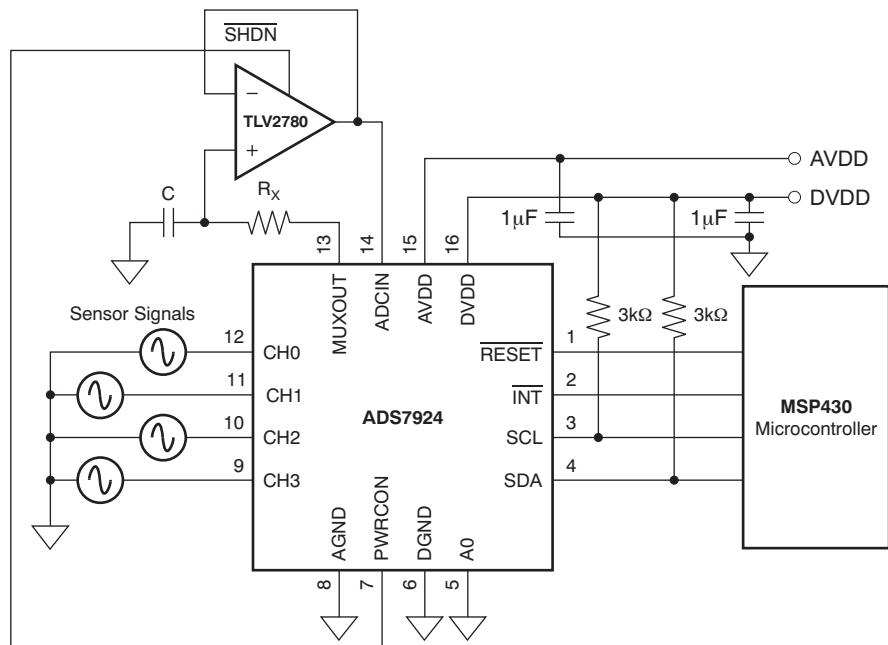 SHDN
−
TLV2780
+
C
RX
AVDD
DVDD
1µF
1µF
13
14
15
16
MUXOUT
ADCIN
AVDD
DVDD
3kΩ
3kΩ
Sensor Signals
12
CH0
11
CH1
10
CH2
9
CH3
ADS7924
RESET
1
INT
2
SCL
3
SDA
4
MSP430
Microcontroller
AGND
PWRCON
DGND
A0
8
7
6
5